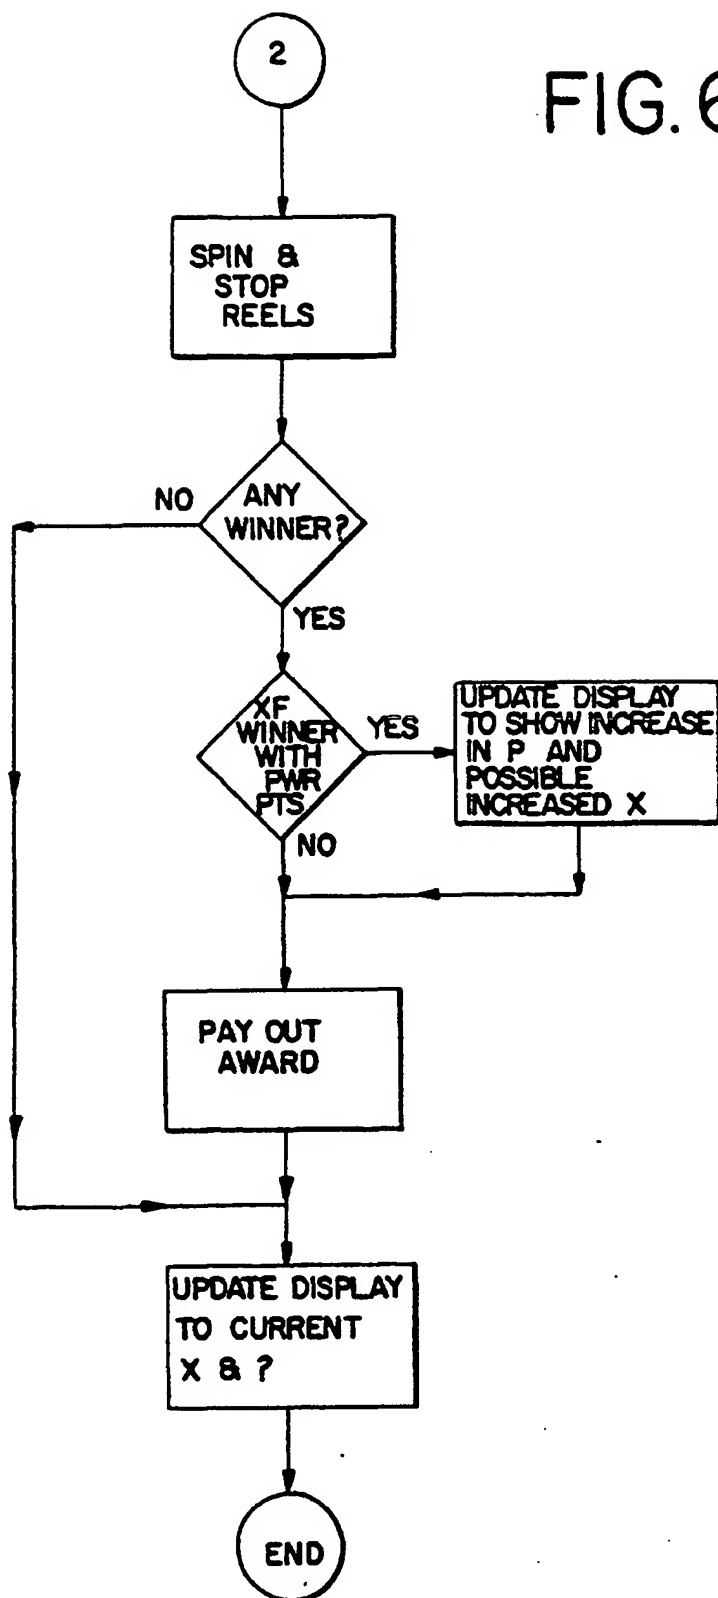 2
FIG. 6
SPIN &
STOP
REELS
NO
ANY
WINNER?
YES
XF
WINNER
WITH
PWR
PTS.
YES
UPDATE DISPLAY
TO SHOW INCREASE
IN P AND
POSSIBLE
INCREASED X
NO
PAY OUT
AWARD
UPDATE DISPLAY
TO CURRENT
X & ?
END